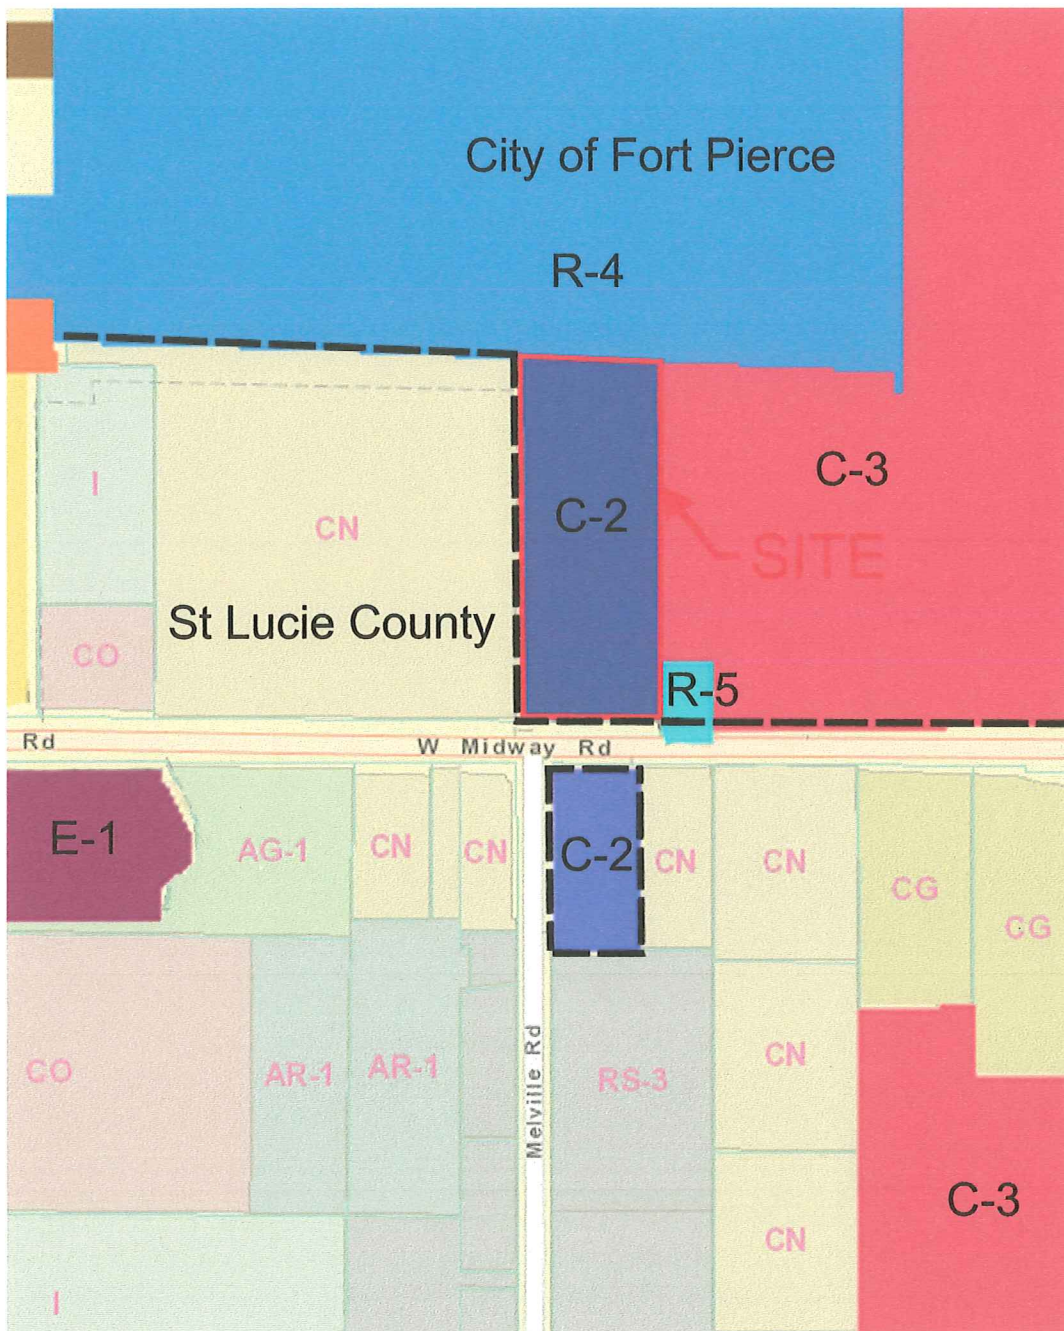 City of Fort Pierce
R-4
C-3
I
C-2
CN
SITE
St Lucie County
CO
R-5
Rd
W Midway Rd
E-1
AG-1
CN
CN
C-2
CN
CN
CG
CG
CO
AR-1
AR-1
RS-3
CN
Melville Rd
C-3
CN
I